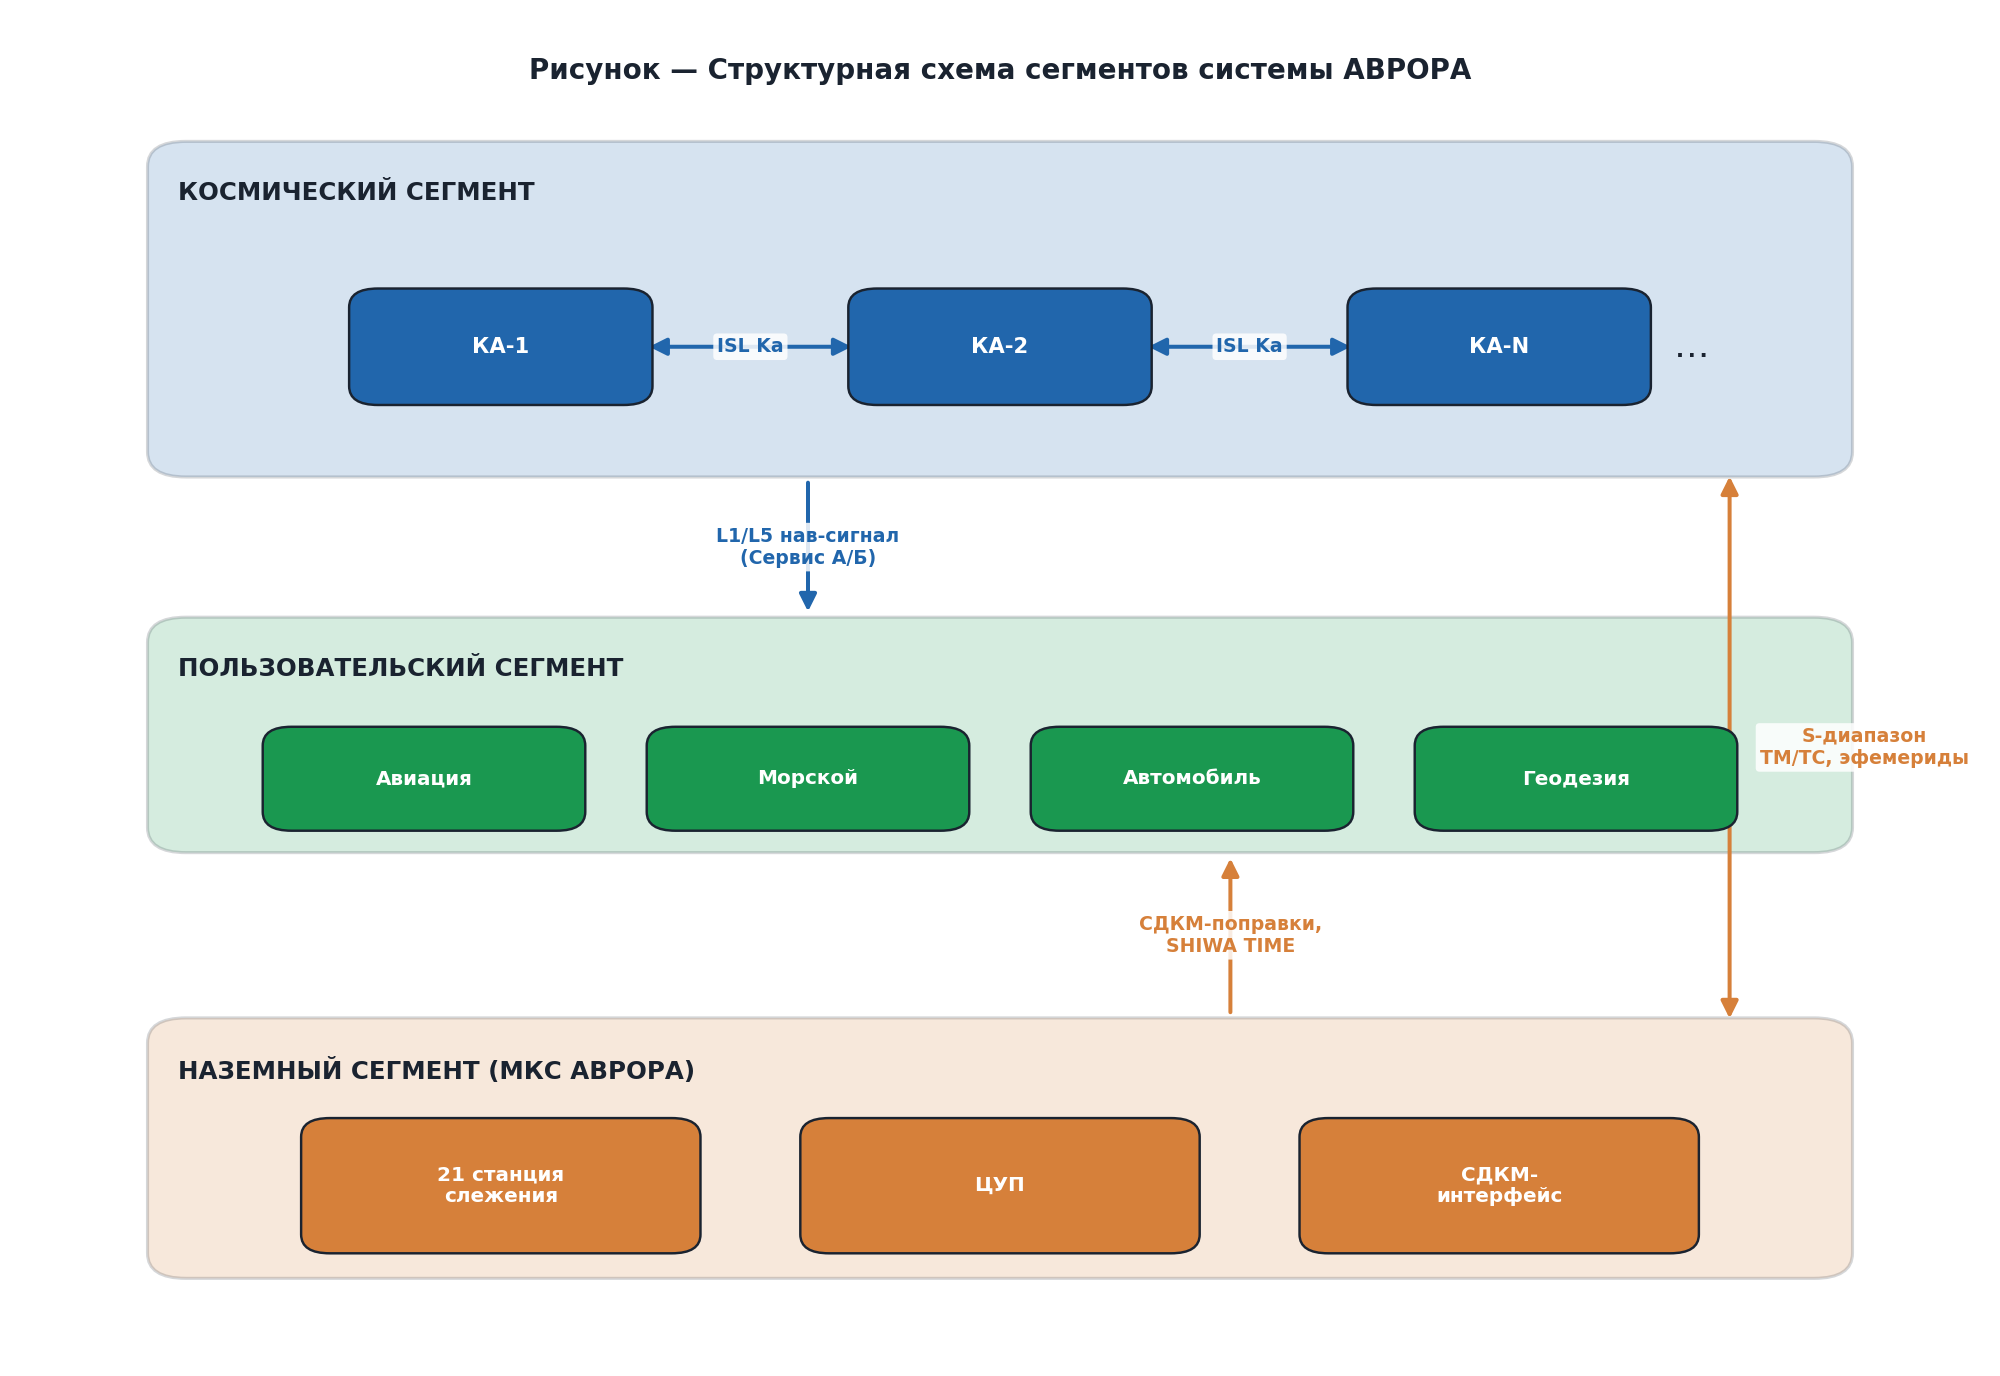 Рисунок — Структурная схема сегментов системы АВРОРА
КОСМИЧЕСКИЙ СЕГМЕНТ
КА-1
ISL Ka
КА-2
ISL Ka
КА-N
...
L1/L5 нав-сигнал
(Сервис А/Б)
ПОЛЬЗОВАТЕЛЬСКИЙ СЕГМЕНТ
Авиация
Морской
Автомобиль
Геодезия
S-диапазон
ТМ/ТС, эфемериды
СДКМ-поправки,
SHIWA TIME
НАЗЕМНЫЙ СЕГМЕНТ (МКС АВРОРА)
21 станция
слежения
ЦУП
СДКМ-
интерфейс